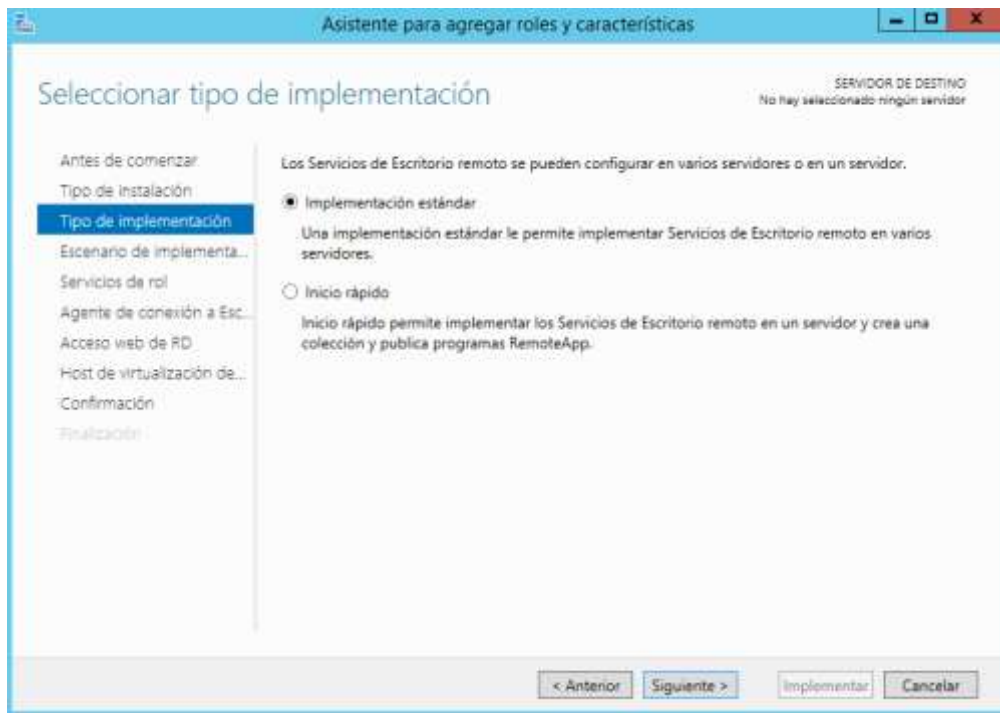 Asistente para agregar roles y características
Seleccionar tipo de implementación
SERVIDOR DE DESTINO
No hay seleccionado ningún servidor
Antes de comenzar
Tipo de instalación
Tipo de implementación
Escenario de implementa...
Servicios de rol
Agente de conexión a Esc...
Acceso web de RD
Host de virtualización de...
Confirmación
Finalización
Los Servicios de Escritorio remoto se pueden configurar en varios servidores o en un servidor.
Implementación estándar
Una implementación estándar le permite implementar Servicios de Escritorio remoto en varios
servidores.
Inicio rápido
Inicio rápido permite implementar los Servicios de Escritorio remoto en un servidor y crea una
colección y publica programas RemoteApp.
< Anterior
Siguiente >
Implementar
Cancelar